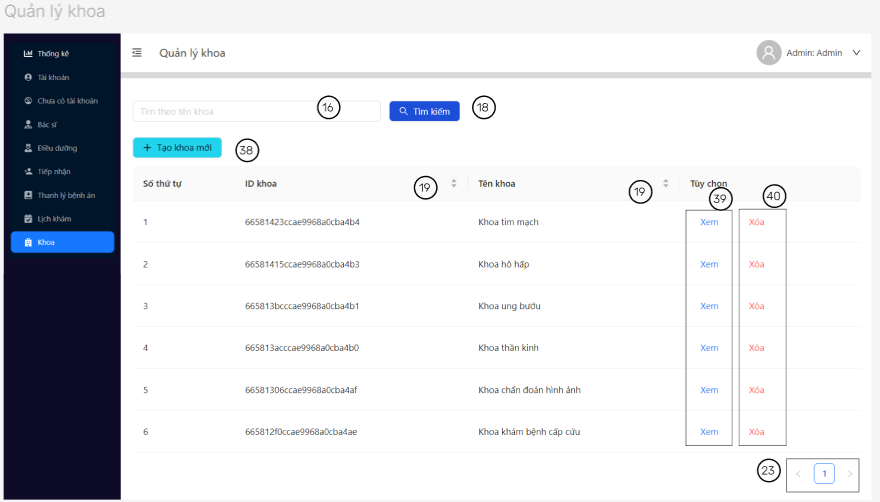 Quản lý khoa
Thống kê
Quản lý khoa
Admin: Admin
Tài khoản
Chưa có tài khoản
Tìm theo tên khoa
16
Tìm kiếm
18
Bác sĩ
Điều dưỡng
+ Tạo khoa mới
38
Tiếp nhận
Thanh lý bệnh án
Lịch khám
Khoa
Số thứ tự ID khoa 19 Tên khoa 19 Tùy chọn
39 40
1 66581423ccae9968a0cba4b4 Khoa tim mạch Xem Xóa
2 66581415ccae9968a0cba4b3 Khoa hô hấp Xem Xóa
3 665813bcccae9968a0cba4b1 Khoa ung bướu Xem Xóa
4 665813acccae9968a0cba4b0 Khoa thần kinh Xem Xóa
5 66581306ccae9968a0cba4af Khoa chẩn đoán hình ảnh Xem Xóa
6 665812f0ccae9968a0cba4ae Khoa khám bệnh cấp cứu Xem Xóa
23 < 1 >